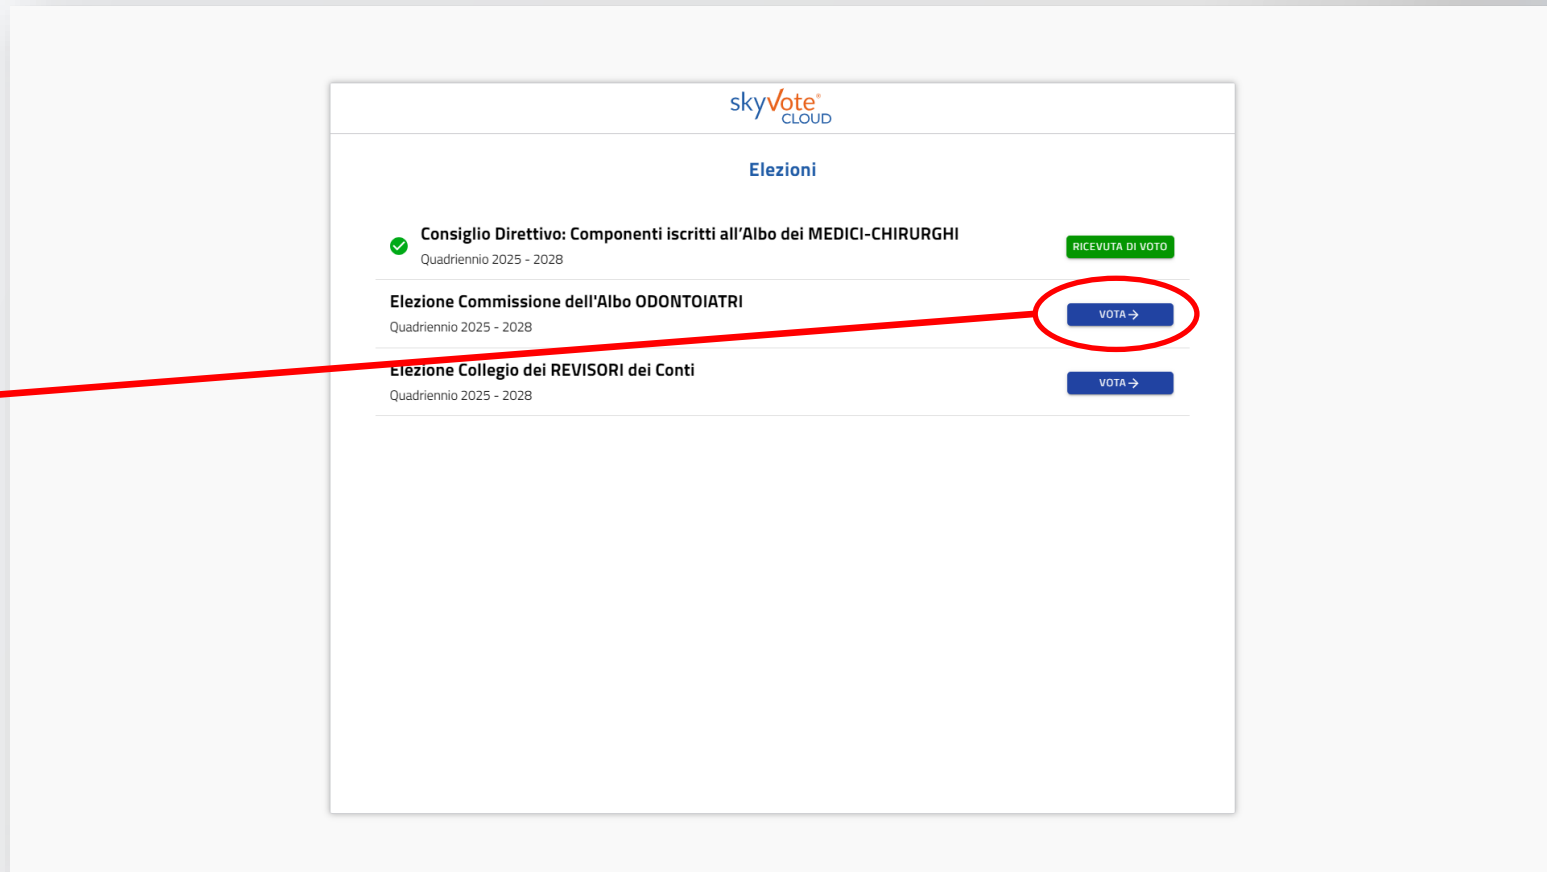 skyvote®
CLOUD
Elezioni
Consiglio Direttivo: Componenti iscritti all’Albo dei MEDICI-CHIRURGHI
Quadriennio 2025 - 2028
RICEVUTA DI VOTO
Elezione Commissione dell'Albo ODONTOIATRI
Quadriennio 2025 - 2028
VOTA→
Elezione Collegio dei REVISORI dei Conti
Quadriennio 2025 - 2028
VOTA→